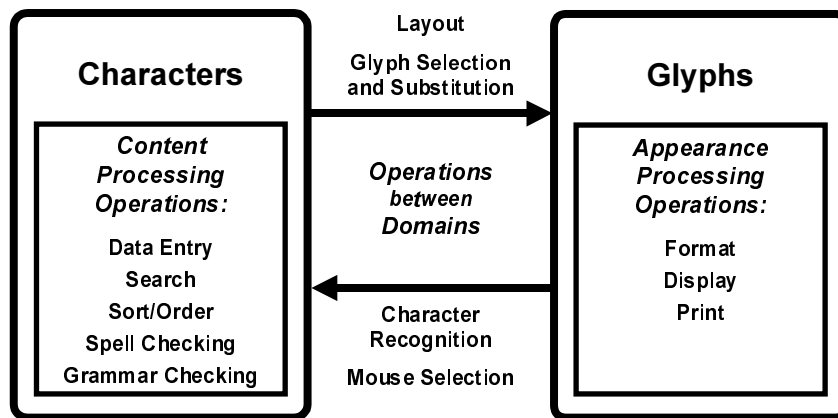 Characters
Content
Processing
Operations:
Data Entry
Search
Sort/Order
Spell Checking
Grammar Checking
Layout
Glyph Selection
and Substitution
Operations
between
Domains
Character
Recognition
Mouse Selection
Glyphs
Appearance
Processing
Operations:
Format
Display
Print